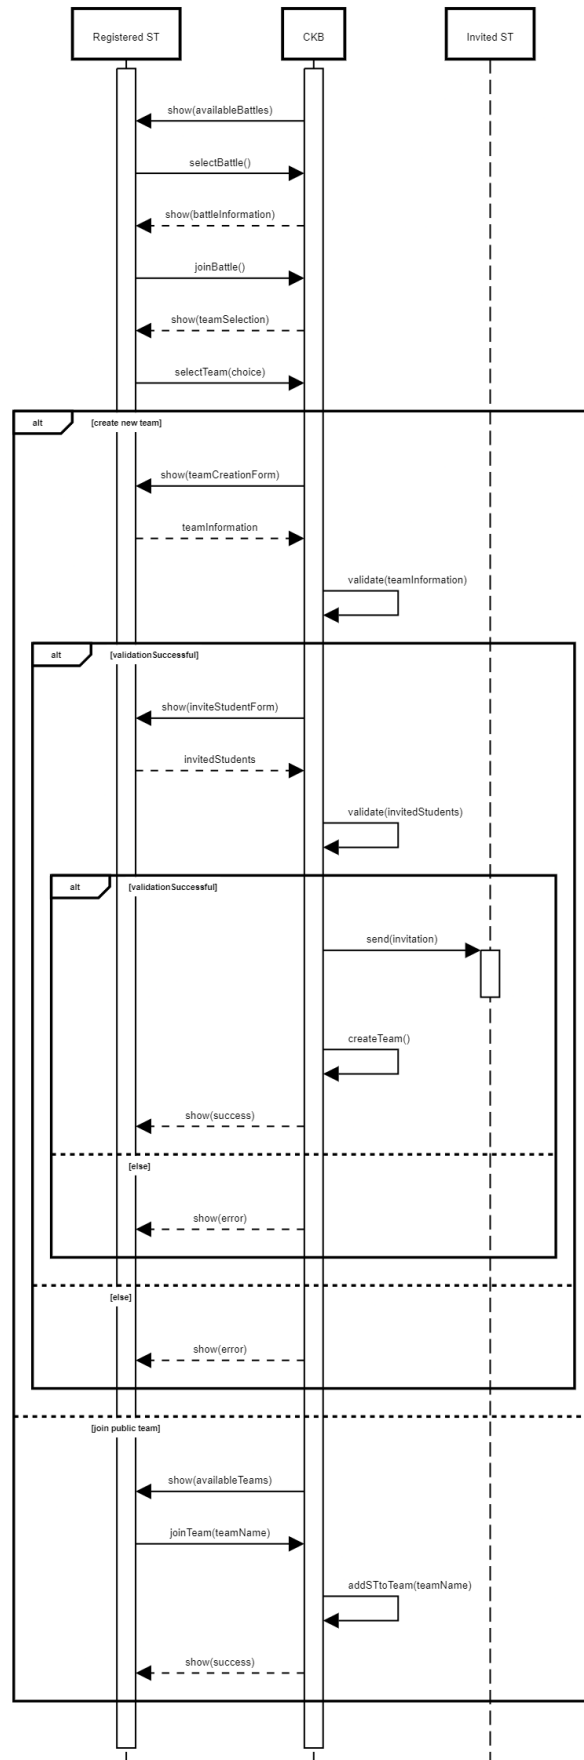 Registered ST
CKB
Invited ST
show(availableBattles)
selectBattle()
show(battleInformation)
joinBattle()
show(teamSelection)
selectTeam(choice)
alt
[create new team]
show(teamCreationForm)
teamInformation
validate(teamInformation)
alt
[validationSuccessful]
show(inviteStudentForm)
invitedStudents
validate(invitedStudents)
alt
[validationSuccessful]
send(invitation)
createTeam()
show(success)
[else]
show(error)
[else]
show(error)
[join public team]
show(availableTeams)
joinTeam(teamName)
addSTtoTeam(teamName)
show(success)